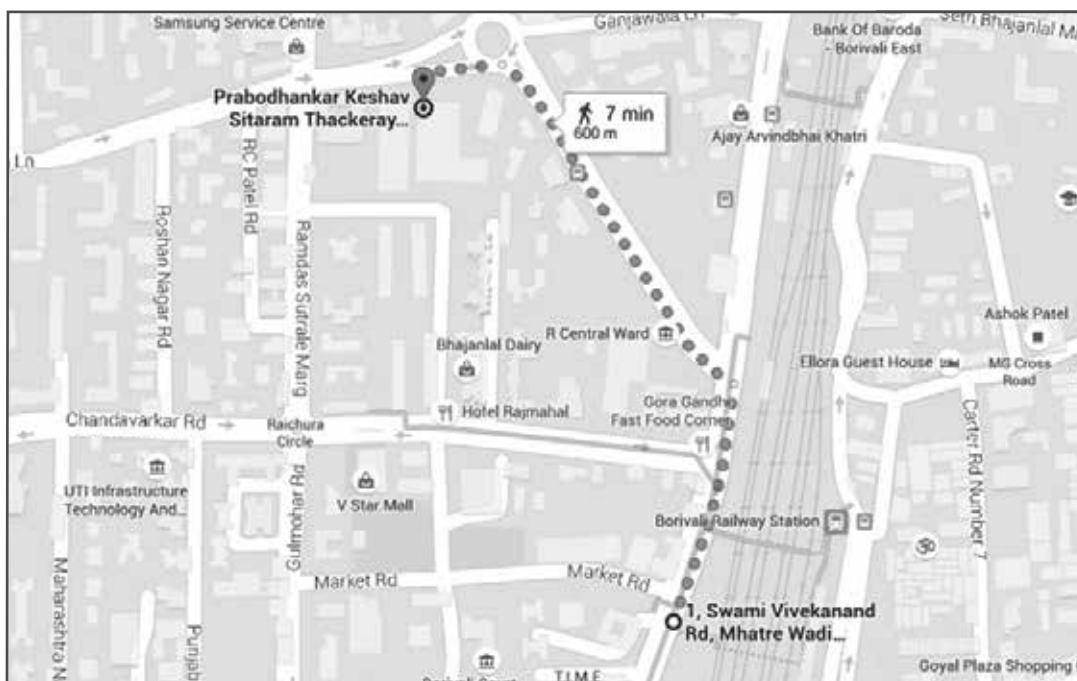 Samsung Service Centre
Ganjawala Ln
Bank Of Baroda
- Borivali East
Seth Bhajanlal Ma
Prabodhankar Keshav
Sitaram Thackeray...
7 min
600 m
Ajay Arvindbhai Khatri
Ln
RC Patel Rd
Roshan Nagar Rd
Ramdas Sutrale Marg
Ashok Patel
R Central Ward
Bhajanlal Dairy
Ellora Guest House
MG Cross
Road
Gora Gandhi
Fast Food Corner
Hotel Rajmahal
Chandavarkar Rd
Raichura
Circle
Carter Rd Number 7
UTI Infrastructure
Technology And...
V Star Mall
Gulmohar Rd
Borivali Railway Station
Market Rd
Market Rd
Maharashtra N
Punjab
1, Swami Vivekanand
Rd, Mhatre Wadi...
T.I.M.E.
Goyal Plaza Shopping